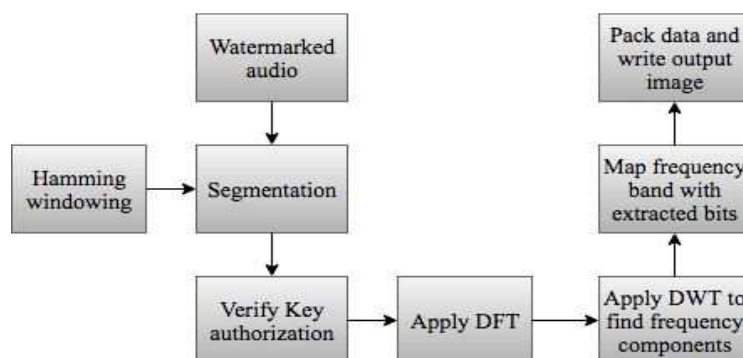 Watermarked
audio
Pack data and
write output
image
Hamming
windowing
Segmentation
Map frequency
band with
extracted bits
Verify Key
authorization
Apply DFT
Apply DWT to
find frequency
components